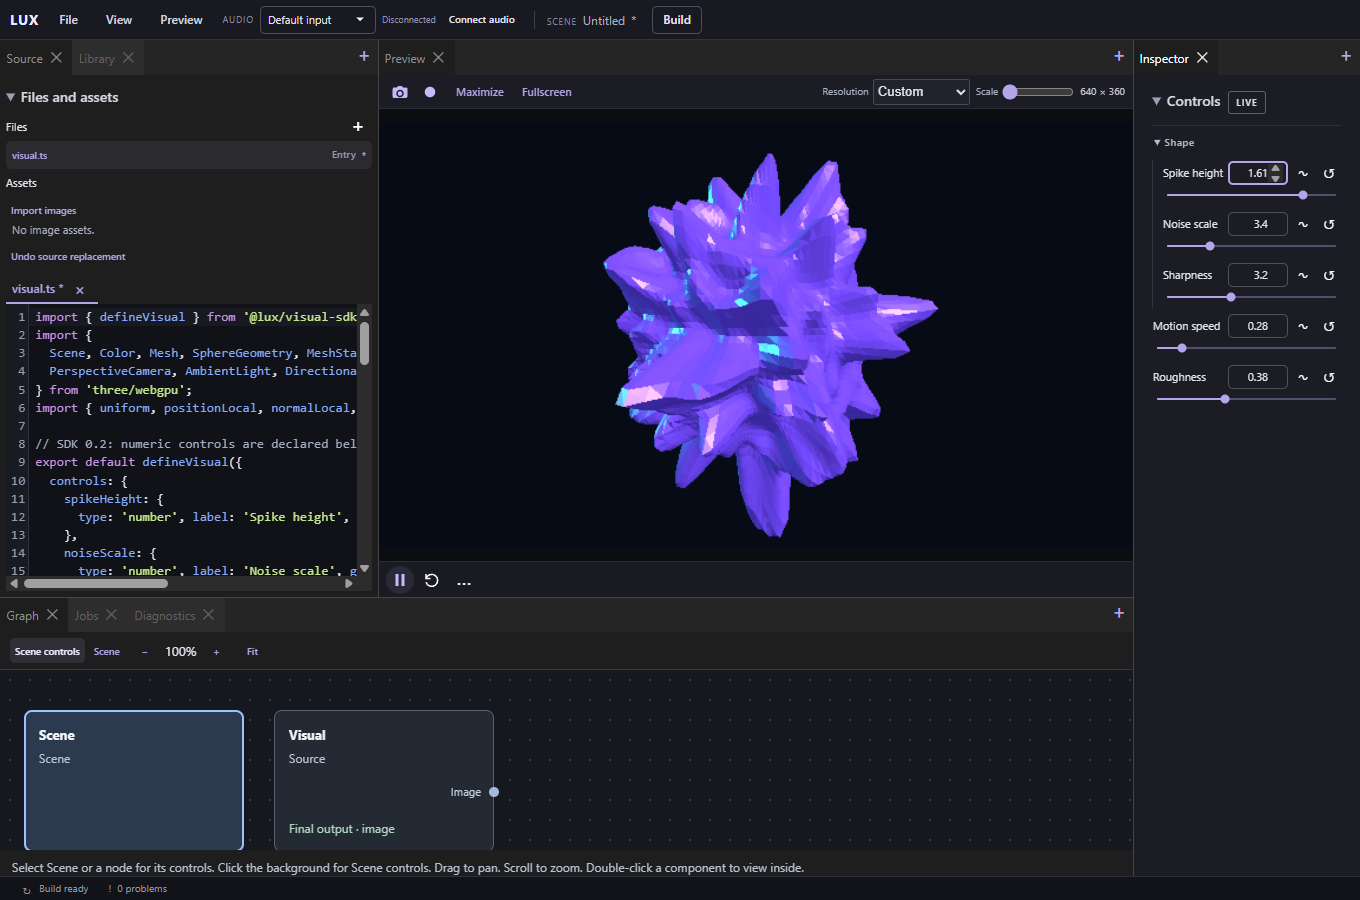 LUX File View Preview AUDIO Default input Disconnected Connect audio SCENE Untitled * Build
Source Library
Files and assets
Files
visual.ts Entry *
Assets
Import images
No image assets.
Undo source replacement
visual.ts *
1 import { defineVisual } from '@lux/visual-sdk
2 import {
3 Scene, Color, Mesh, SphereGeometry, MeshSta
4 PerspectiveCamera, AmbientLight, Directiona
5 } from 'three/webgpu';
6 import { uniform, positionLocal, normalLocal,
7
8 // SDK 0.2: numeric controls are declared bel
9 export default defineVisual({
10 controls: {
11 spikeHeight: {
12 type: 'number', label: 'Spike height',
13 },
14 noiseScale: {
15 type: 'number', label: 'Noise scale', g
Preview
Maximize Fullscreen Resolution Custom Scale 640 × 360
...
Inspector
Controls LIVE
Shape
Spike height 1.61
Noise scale 3.4
Sharpness 3.2
Motion speed 0.28
Roughness 0.38
Graph Jobs Diagnostics
Scene controls Scene − 100% + Fit
Scene
Scene
Visual
Source
Image
Final output · image
Select Scene or a node for its controls. Click the background for Scene controls. Drag to pan. Scroll to zoom. Double-click a component to view inside.
Build ready ! 0 problems